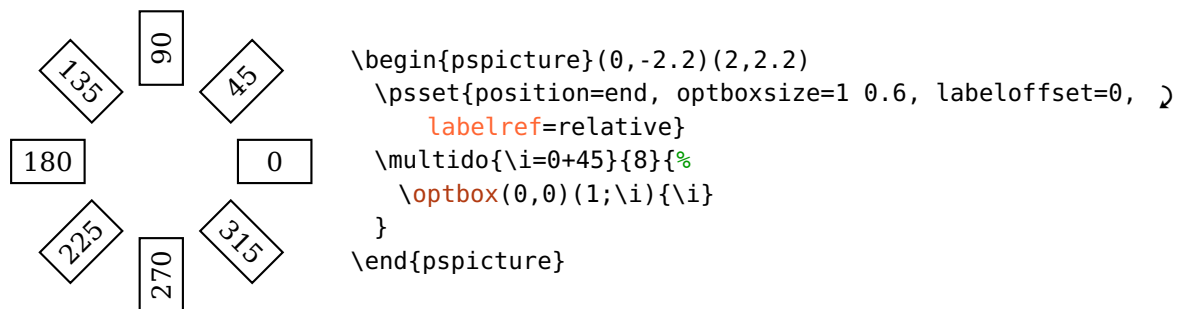 90
135
45
180
0
225
315
270
\begin{pspicture}(0,-2.2)(2,2.2)
\psset{position=end, optboxsize=1 0.6, labeloffset=0,
labelref=relative}
\multido{\i=0+45}{8}{%
\optbox(0,0)(1;\i){\i}
}
\end{pspicture}